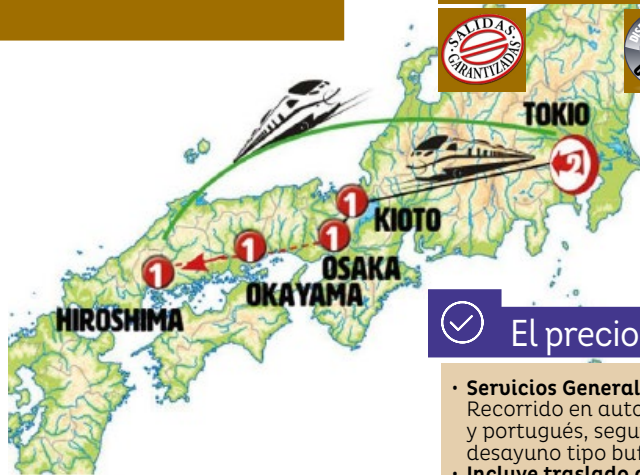 SALIDAS
GARANTIZADAS
TOKIO
2
1
KIOTO
1
OSAKA
1
OKAYAMA
1
HIROSHIMA
El precio
· Servicios General
Recorrido en auto
y portugués, segu
desayuno tipo buf